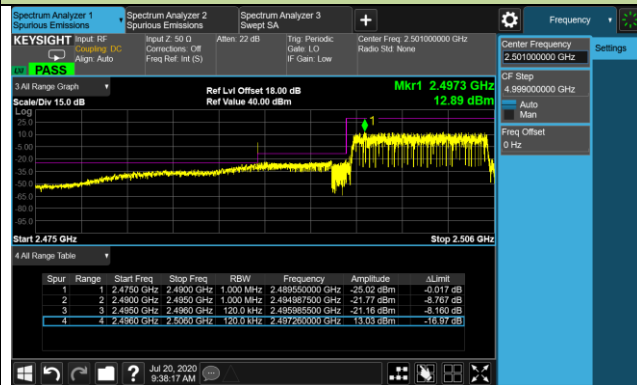 Spectrum Analyzer 1
Spurious Emissions
Spectrum Analyzer 2
Spurious Emissions
Spectrum Analyzer 3
Swept SA
+
Frequency
KEYSIGHT
Input: RF
Coupling: DC
Align: Auto
Input Z: 50 Ω
Corrections: Off
Freq Ref: Int (S)
Atten: 22 dB
Trig: Periodic
Gate: LO
IF Gain: Low
Center Freq: 2.501000000 GHz
Radio Std: None
PASS
Center Frequency
2.501000000 GHz
Settings
CF Step
4.999000000 GHz
Auto
Man
Freq Offset
0 Hz
3 All Range Graph
Scale/Div 15.0 dB
Ref Lvl Offset 18.00 dB
Ref Value 40.00 dBm
Mkr1 2.4973 GHz
12.89 dBm
Log
25.0
10.0
-5.00
-20.0
-35.0
-50.0
-65.0
-80.0
-95.0
1
Start 2.475 GHz
Stop 2.506 GHz
4 All Range Table
Spur Range Start Freq Stop Freq RBW Frequency Amplitude ΔLimit
1 1 2.4750 GHz 2.4900 GHz 1.000 MHz 2.489550000 GHz -25.02 dBm -0.017 dB
2 2 2.4900 GHz 2.4950 GHz 1.000 MHz 2.494987500 GHz -21.77 dBm -8.767 dB
3 3 2.4950 GHz 2.4960 GHz 120.0 kHz 2.495985500 GHz -21.16 dBm -8.160 dB
4 4 2.4960 GHz 2.5060 GHz 120.0 kHz 2.497260000 GHz 13.03 dBm -16.97 dB
?
Jul 20, 2020
9:38:17 AM